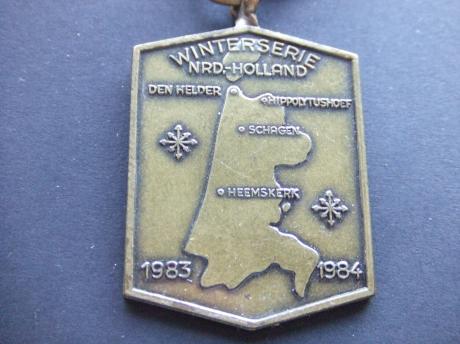 WINTERSERIE
NRD.-HOLLAND
DEN HELDER
HIPPOLYTUSHOEF
SCHAGEN
HEEMSKERK
1983 1984